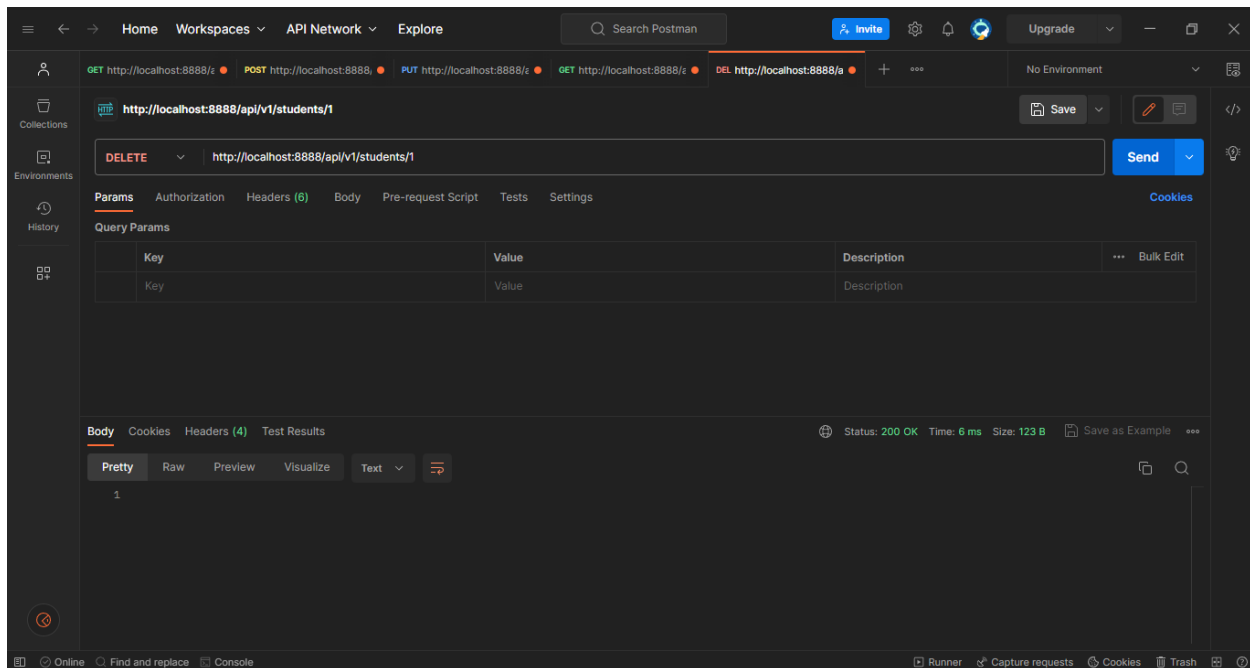 Home Workspaces API Network Explore Search Postman Invite Upgrade
GET http://localhost:8888/a POST http://localhost:8888/ PUT http://localhost:8888/a GET http://localhost:8888/a DEL http://localhost:8888/a No Environment
HTTP http://localhost:8888/api/v1/students/1 Save
Collections
DELETE http://localhost:8888/api/v1/students/1 Send
Environments
Params Authorization Headers (6) Body Pre-request Script Tests Settings Cookies
History
Query Params
Key Value Description Bulk Edit
Key Value Description
Body Cookies Headers (4) Test Results Status: 200 OK Time: 6 ms Size: 123 B Save as Example
Pretty Raw Preview Visualize Text
1
Online Find and replace Console Runner Capture requests Cookies Trash